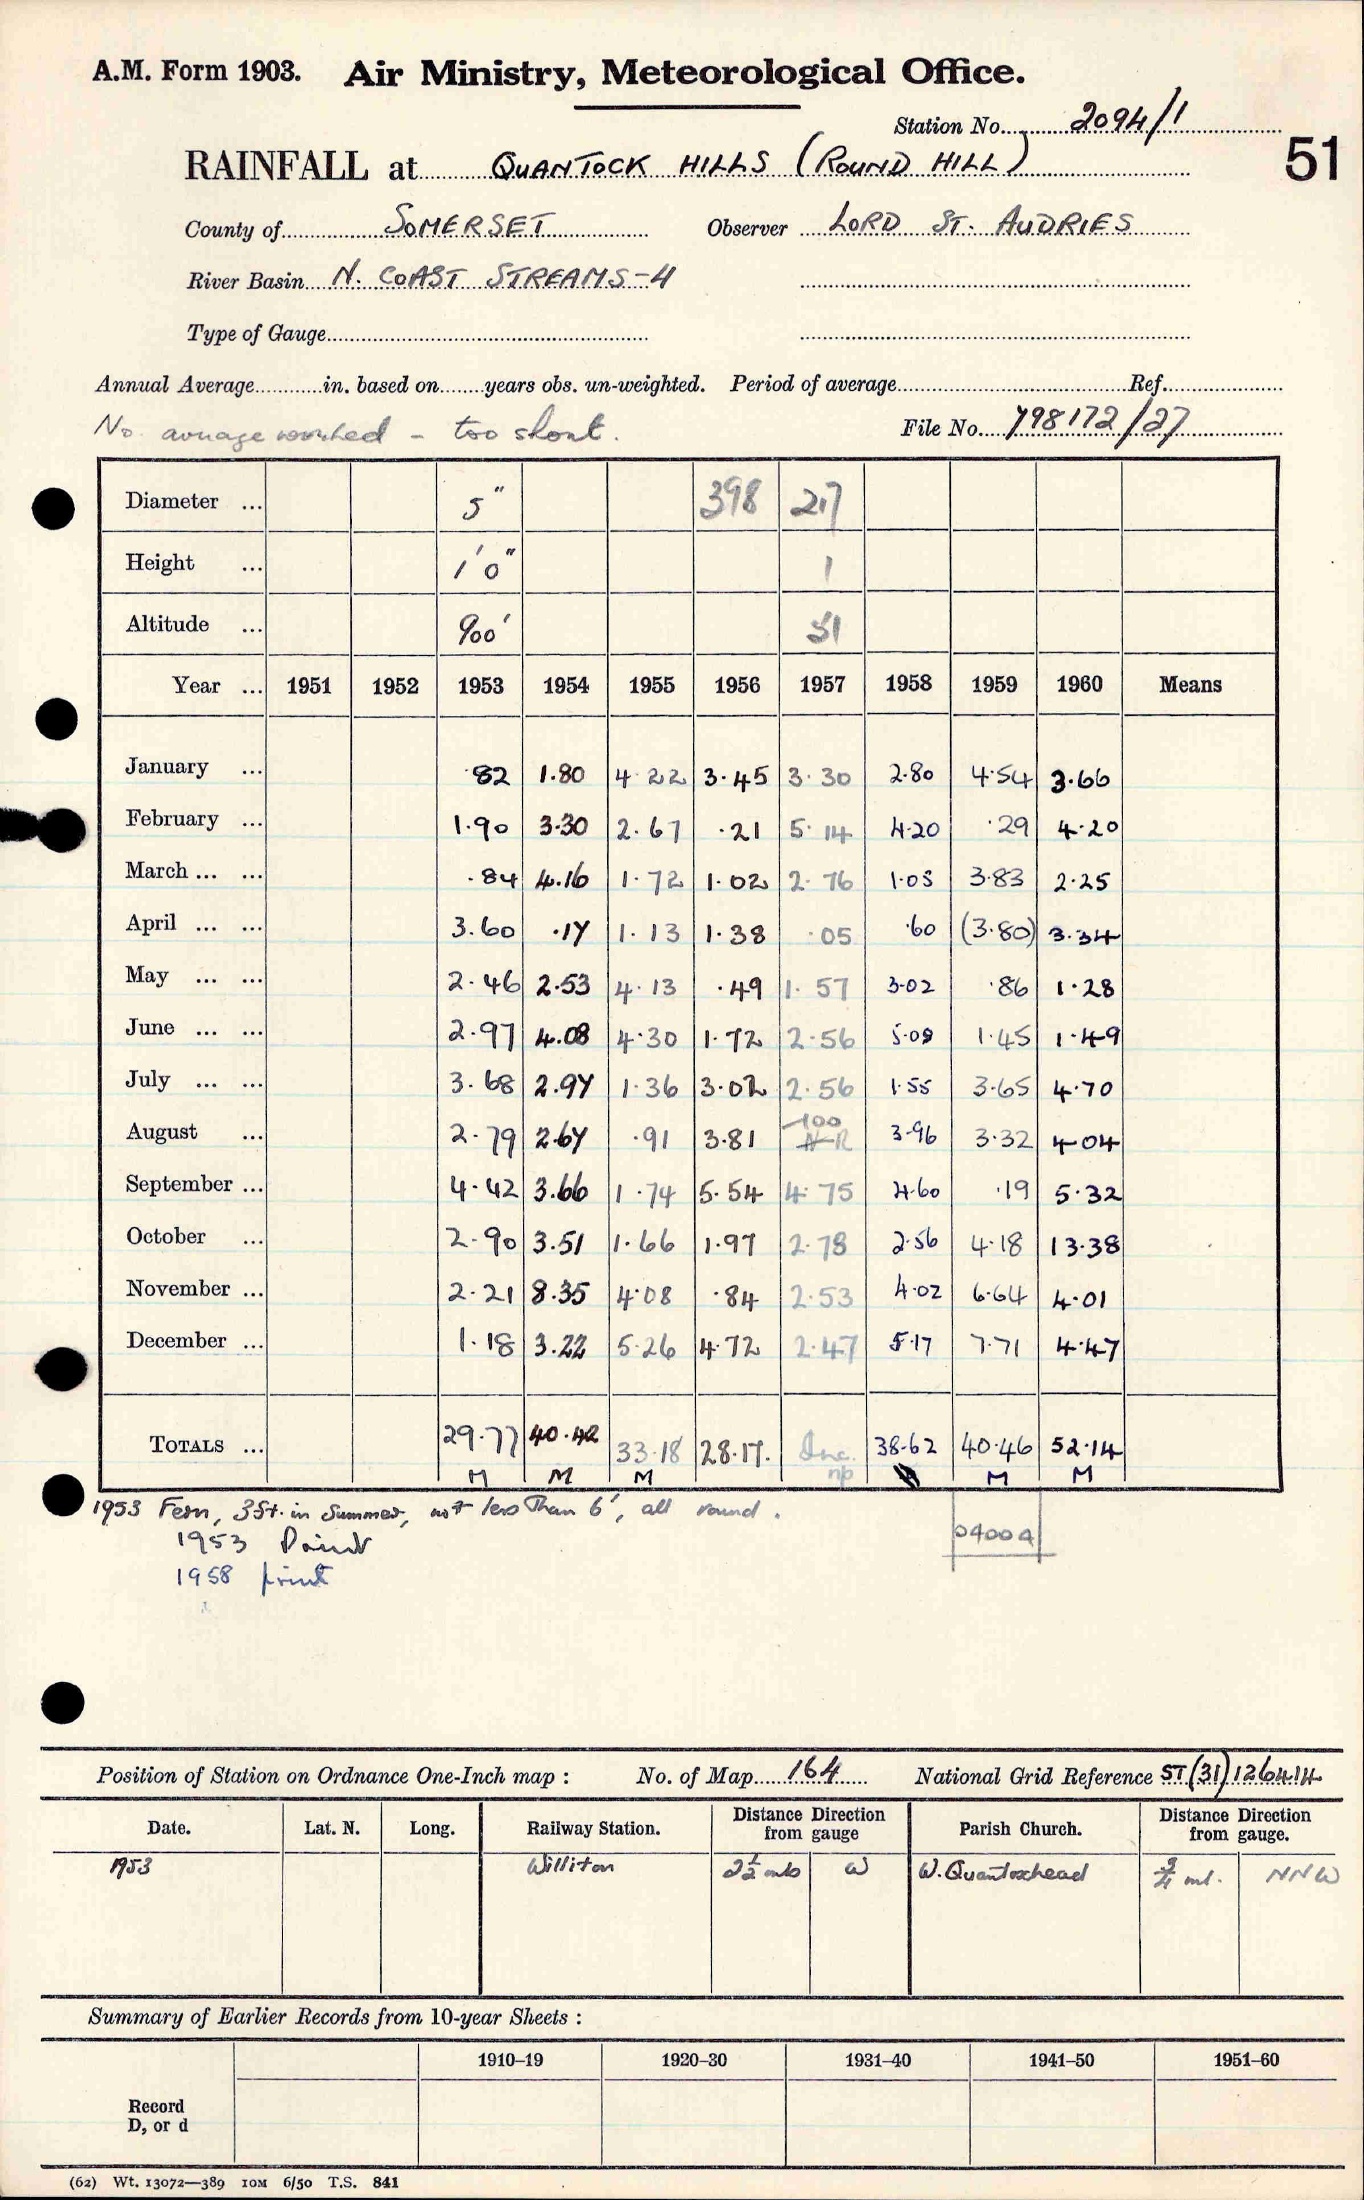 A.M. Form 1903. Air Ministry, Meteorological Office.
Station No. 2094/1
51
RAINFALL at QUANTOCK HILLS (ROUND HILL)
County of SOMERSET Observer LORD ST. AUDRIES
River Basin N. COAST STREAMS-4
Type of Gauge
Annual Average in. based on years obs. un-weighted. Period of average Ref.
No average worked - too short. File No. 798172/27
Diameter ... 5" 398 217
Height ... 1'0" 1
Altitude ... 900' 51
Year ... 1951 1952 1953 1954 1955 1956 1957 1958 1959 1960 Means
January ... .82 1.80 4.22 3.45 3.30 2.80 4.54 3.66
February ... 1.90 3.30 2.67 .21 5.14 4.20 .29 4.20
March ... ... .84 4.16 1.72 1.02 2.76 1.03 3.83 2.25
April ... ... 3.60 .17 1.13 1.38 .05 .60 (3.80) 3.34
May ... ... 2.46 2.53 4.13 .49 1.57 3.02 .86 1.28
June ... ... 2.97 4.08 4.30 1.72 2.56 5.08 1.45 1.49
July ... ... 3.68 2.97 1.36 3.02 2.56 1.55 3.65 4.70
August ... 2.79 2.67 .91 3.81 100 3.96 3.32 4.04
September ... 4.42 3.66 1.74 5.54 4.75 4.60 .19 5.32
October ... 2.90 3.51 1.66 1.97 2.78 2.56 4.18 13.38
November ... 2.21 8.35 4.08 .84 2.53 4.02 6.64 4.01
December ... 1.18 3.22 5.26 4.72 2.47 5.17 7.71 4.47
TOTALS ... 29.77 40.42 33.18 28.17. Inc. 38.62 40.46 52.14
M M M np M M
1953 Fern, 3ft. in summer, not less than 6', all round.
04004
1953
1958 print
Position of Station on Ordnance One-Inch map : No. of Map 164 National Grid Reference ST(31)126414
Date. Lat. N. Long. Railway Station. Distance Direction from gauge Parish Church. Distance Direction from gauge.
1953 Williton 2½ mls W W. Quantoxhead ¾ ml. NNW
Summary of Earlier Records from 10-year Sheets :
1910–19 1920–30 1931–40 1941–50 1951–60
Record
D, or d
(62) Wt. 13072—389 10M 6/50 T.S. 841